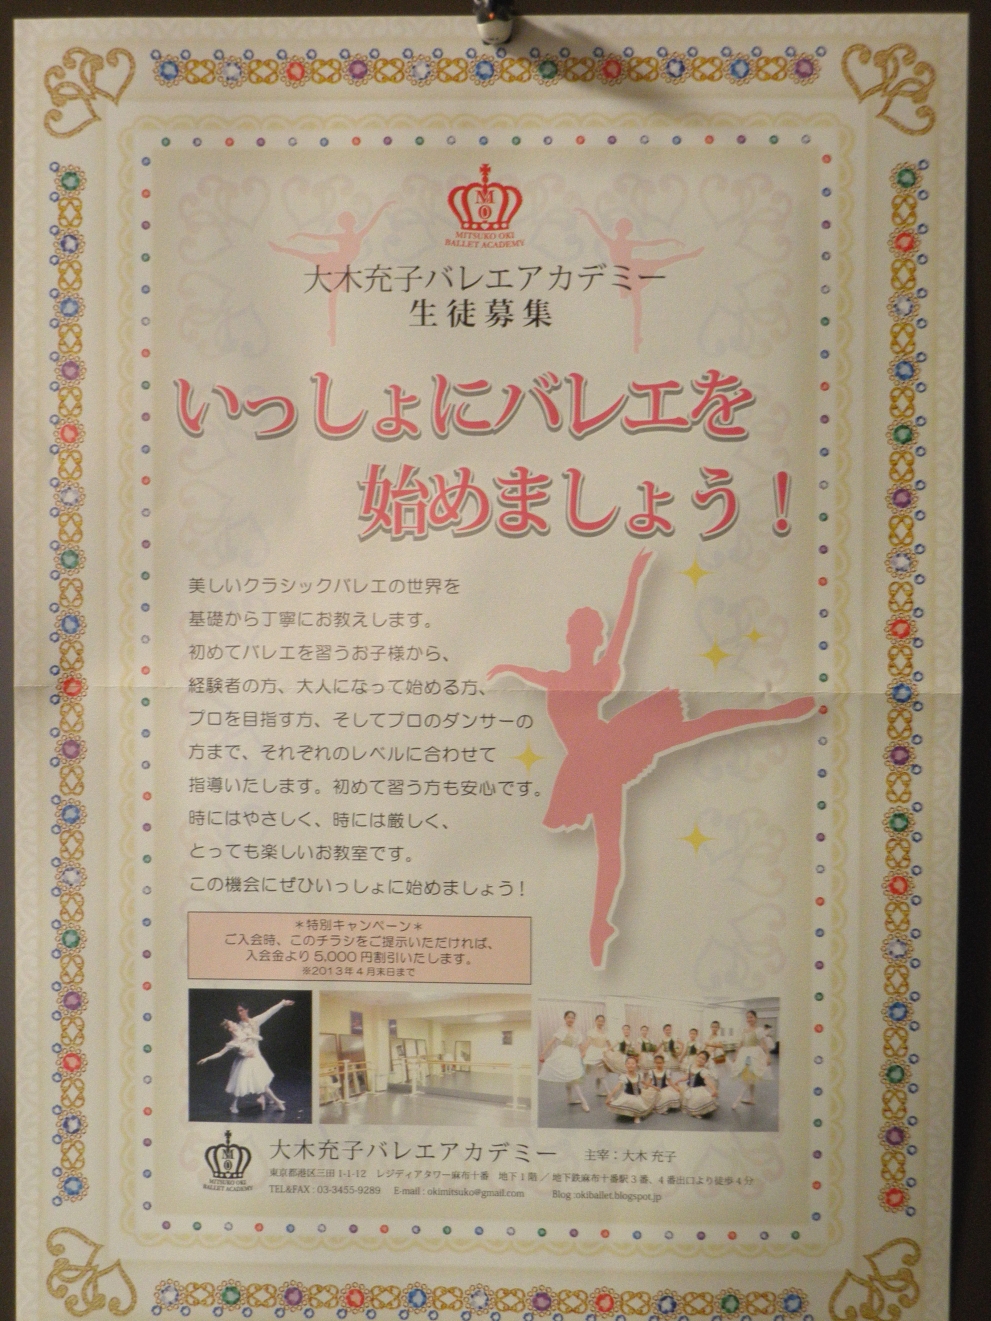 MO
MITSUKO OKI
BALLET ACADEMY
大木充子バレエアカデミー
生徒募集
いっしょにバレエを
始めましょう！
美しいクラシックバレエの世界を
基礎から丁寧にお教えします。
初めてバレエを習うお子様から、
経験者の方、大人になって始める方、
プロを目指す方、そしてプロのダンサーの
方まで、それぞれのレベルに合わせて
指導いたします。初めて習う方も安心です。
時にはやさしく、時には厳しく、
とっても楽しいお教室です。
この機会にぜひいっしょに始めましょう！
＊特別キャンペーン＊
ご入会時、このチラシをご提示いただければ、
入会金より5,000円割引いたします。
※2013年4月末日まで
MO
MITSUKO OKI
BALLET ACADEMY
大木充子バレエアカデミー 主宰：大木 充子
東京都港区三田1-1-12 レジディアタワー麻布十番 地下1階／地下鉄麻布十番駅3番、4番出口より徒歩4分
TEL&FAX : 03-3455-9289 E-mail : okimitsuko@gmail.com Blog :okiballet.blogspot.jp